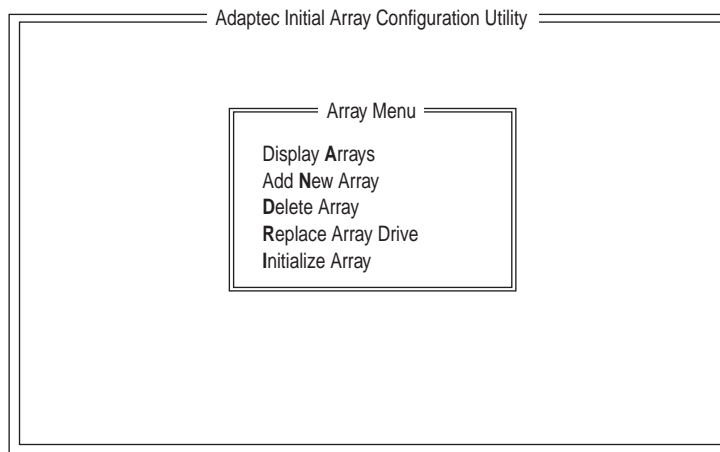 Adaptec Initial Array Configuration Utility
Array Menu
Display Arrays
Add New Array
Delete Array
Replace Array Drive
Initialize Array